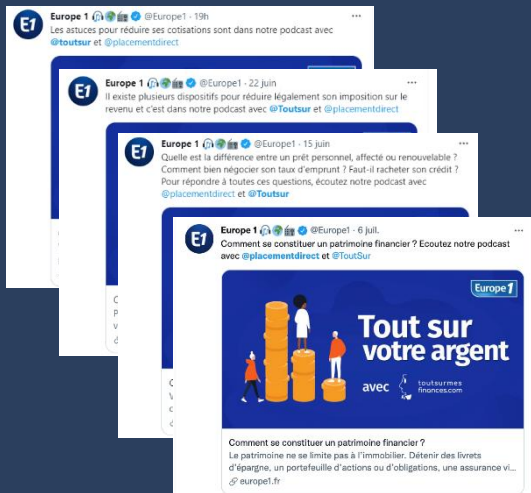 E1
Europe 1 @Europe1 · 19h
Les astuces pour réduire ses cotisations sont dans notre podcast avec
@toutsur et @placementdirect
E1
Europe 1 @Europe1 · 22 juin
Il existe plusieurs dispositifs pour réduire légalement son imposition sur le
revenu et c'est dans notre podcast avec @Toutsur et @placementdirect
E1
Europe 1 @Europe1 · 15 juin
Quelle est la différence entre un prêt personnel, affecté ou renouvelable ?
Comment bien négocier son taux d'emprunt ? Faut-il racheter son crédit ?
Pour répondre à toutes ces questions, écoutez notre podcast avec
@placementdirect et @Toutsur
E1
Europe 1 @Europe1 · 6 juil.
Comment se constituer un patrimoine financier ? Ecoutez notre podcast
avec @placementdirect et @ToutSur
Europe 1
Tout sur
votre argent
avec toutsurmes
finances.com
Comment se constituer un patrimoine financier ?
Le patrimoine ne se limite pas à l'immobilier. Détenir des livrets
d'épargne, un portefeuille d'actions ou d'obligations, une assurance vi...
europe1.fr